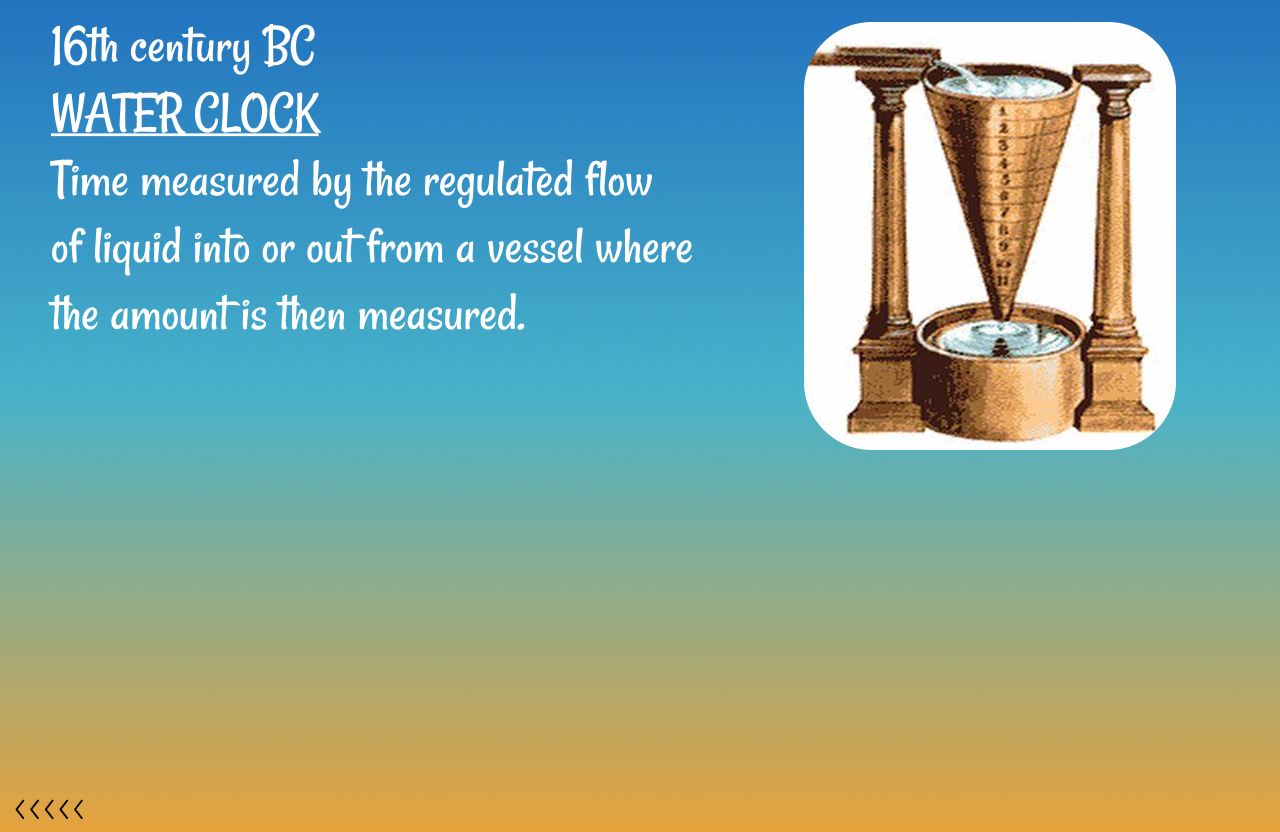 16th century BC
WATER CLOCK
Time measured by the regulated flow
of liquid into or out from a vessel where
the amount is then measured.
1
2
3
4
5
6
7
8
9
10
11
<<<<<